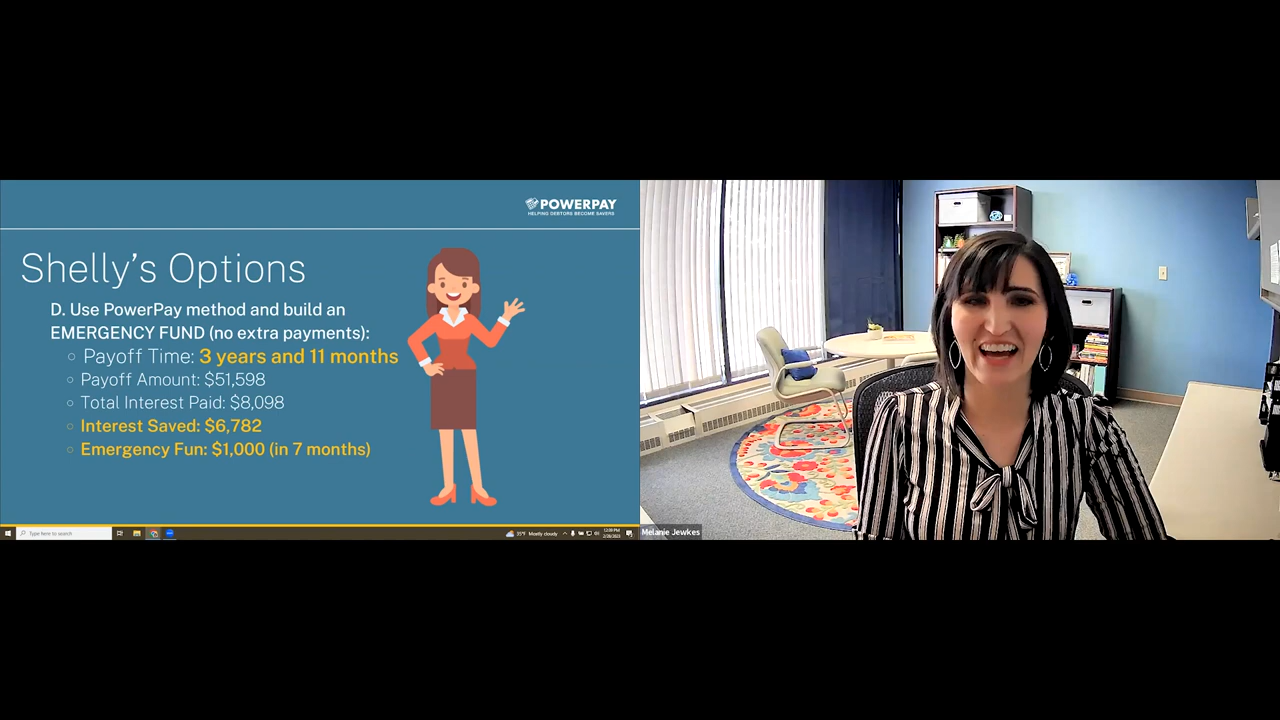 POWERPAY
HELPING DEBTORS BECOME SAVERS
Shelly's Options
D. Use PowerPay method and build an
EMERGENCY FUND (no extra payments):
○ Payoff Time: 3 years and 11 months
○ Payoff Amount: $51,598
○ Total Interest Paid: $8,098
○ Interest Saved: $6,782
○ Emergency Fun: $1,000 (in 7 months)
Type here to search
35°F Mostly cloudy
Melanie Jewkes